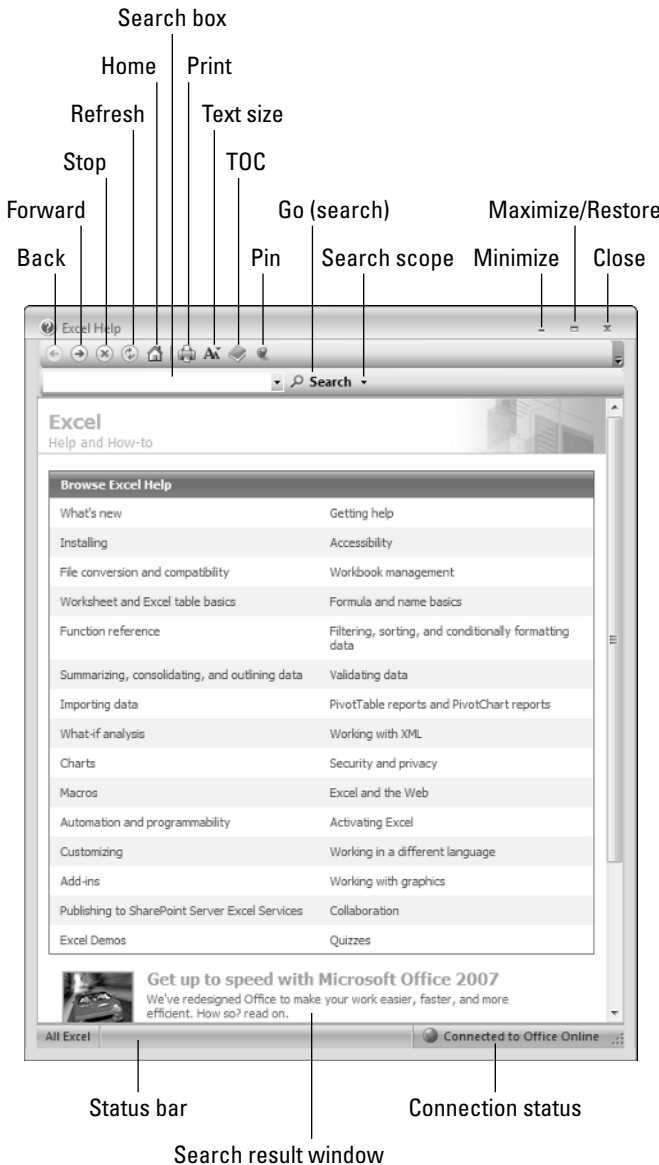 Search box
Home Print
Refresh Text size
Stop TOC
Forward Go (search) Maximize/Restore
Back Pin Search scope Minimize Close
Excel Help
Search
Excel
Help and How-to
Browse Excel Help
What's new Getting help
Installing Accessibility
File conversion and compatibility Workbook management
Worksheet and Excel table basics Formula and name basics
Function reference Filtering, sorting, and conditionally formatting
data
Summarizing, consolidating, and outlining data Validating data
Importing data PivotTable reports and PivotChart reports
What-if analysis Working with XML
Charts Security and privacy
Macros Excel and the Web
Automation and programmability Activating Excel
Customizing Working in a different language
Add-ins Working with graphics
Publishing to SharePoint Server Excel Services Collaboration
Excel Demos Quizzes
Get up to speed with Microsoft Office 2007
We've redesigned Office to make your work easier, faster, and more
efficient. How so? read on.
All Excel Connected to Office Online
Status bar Connection status
Search result window